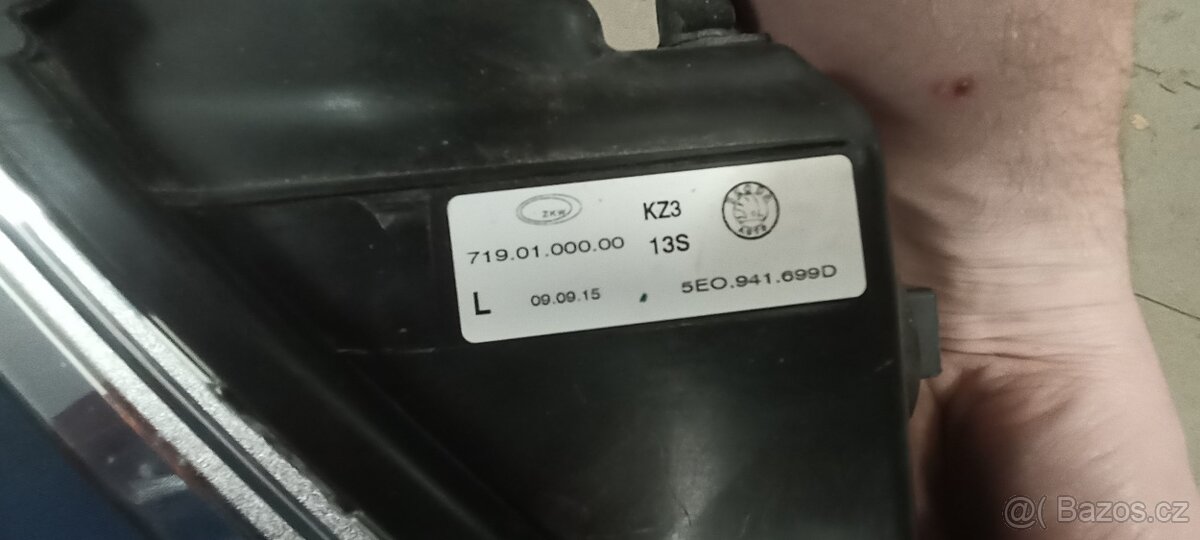 ZKW
KZ3
719.01.000.00
13S
L
09.09.15
5EO.941.699D
@( Bazos.cz